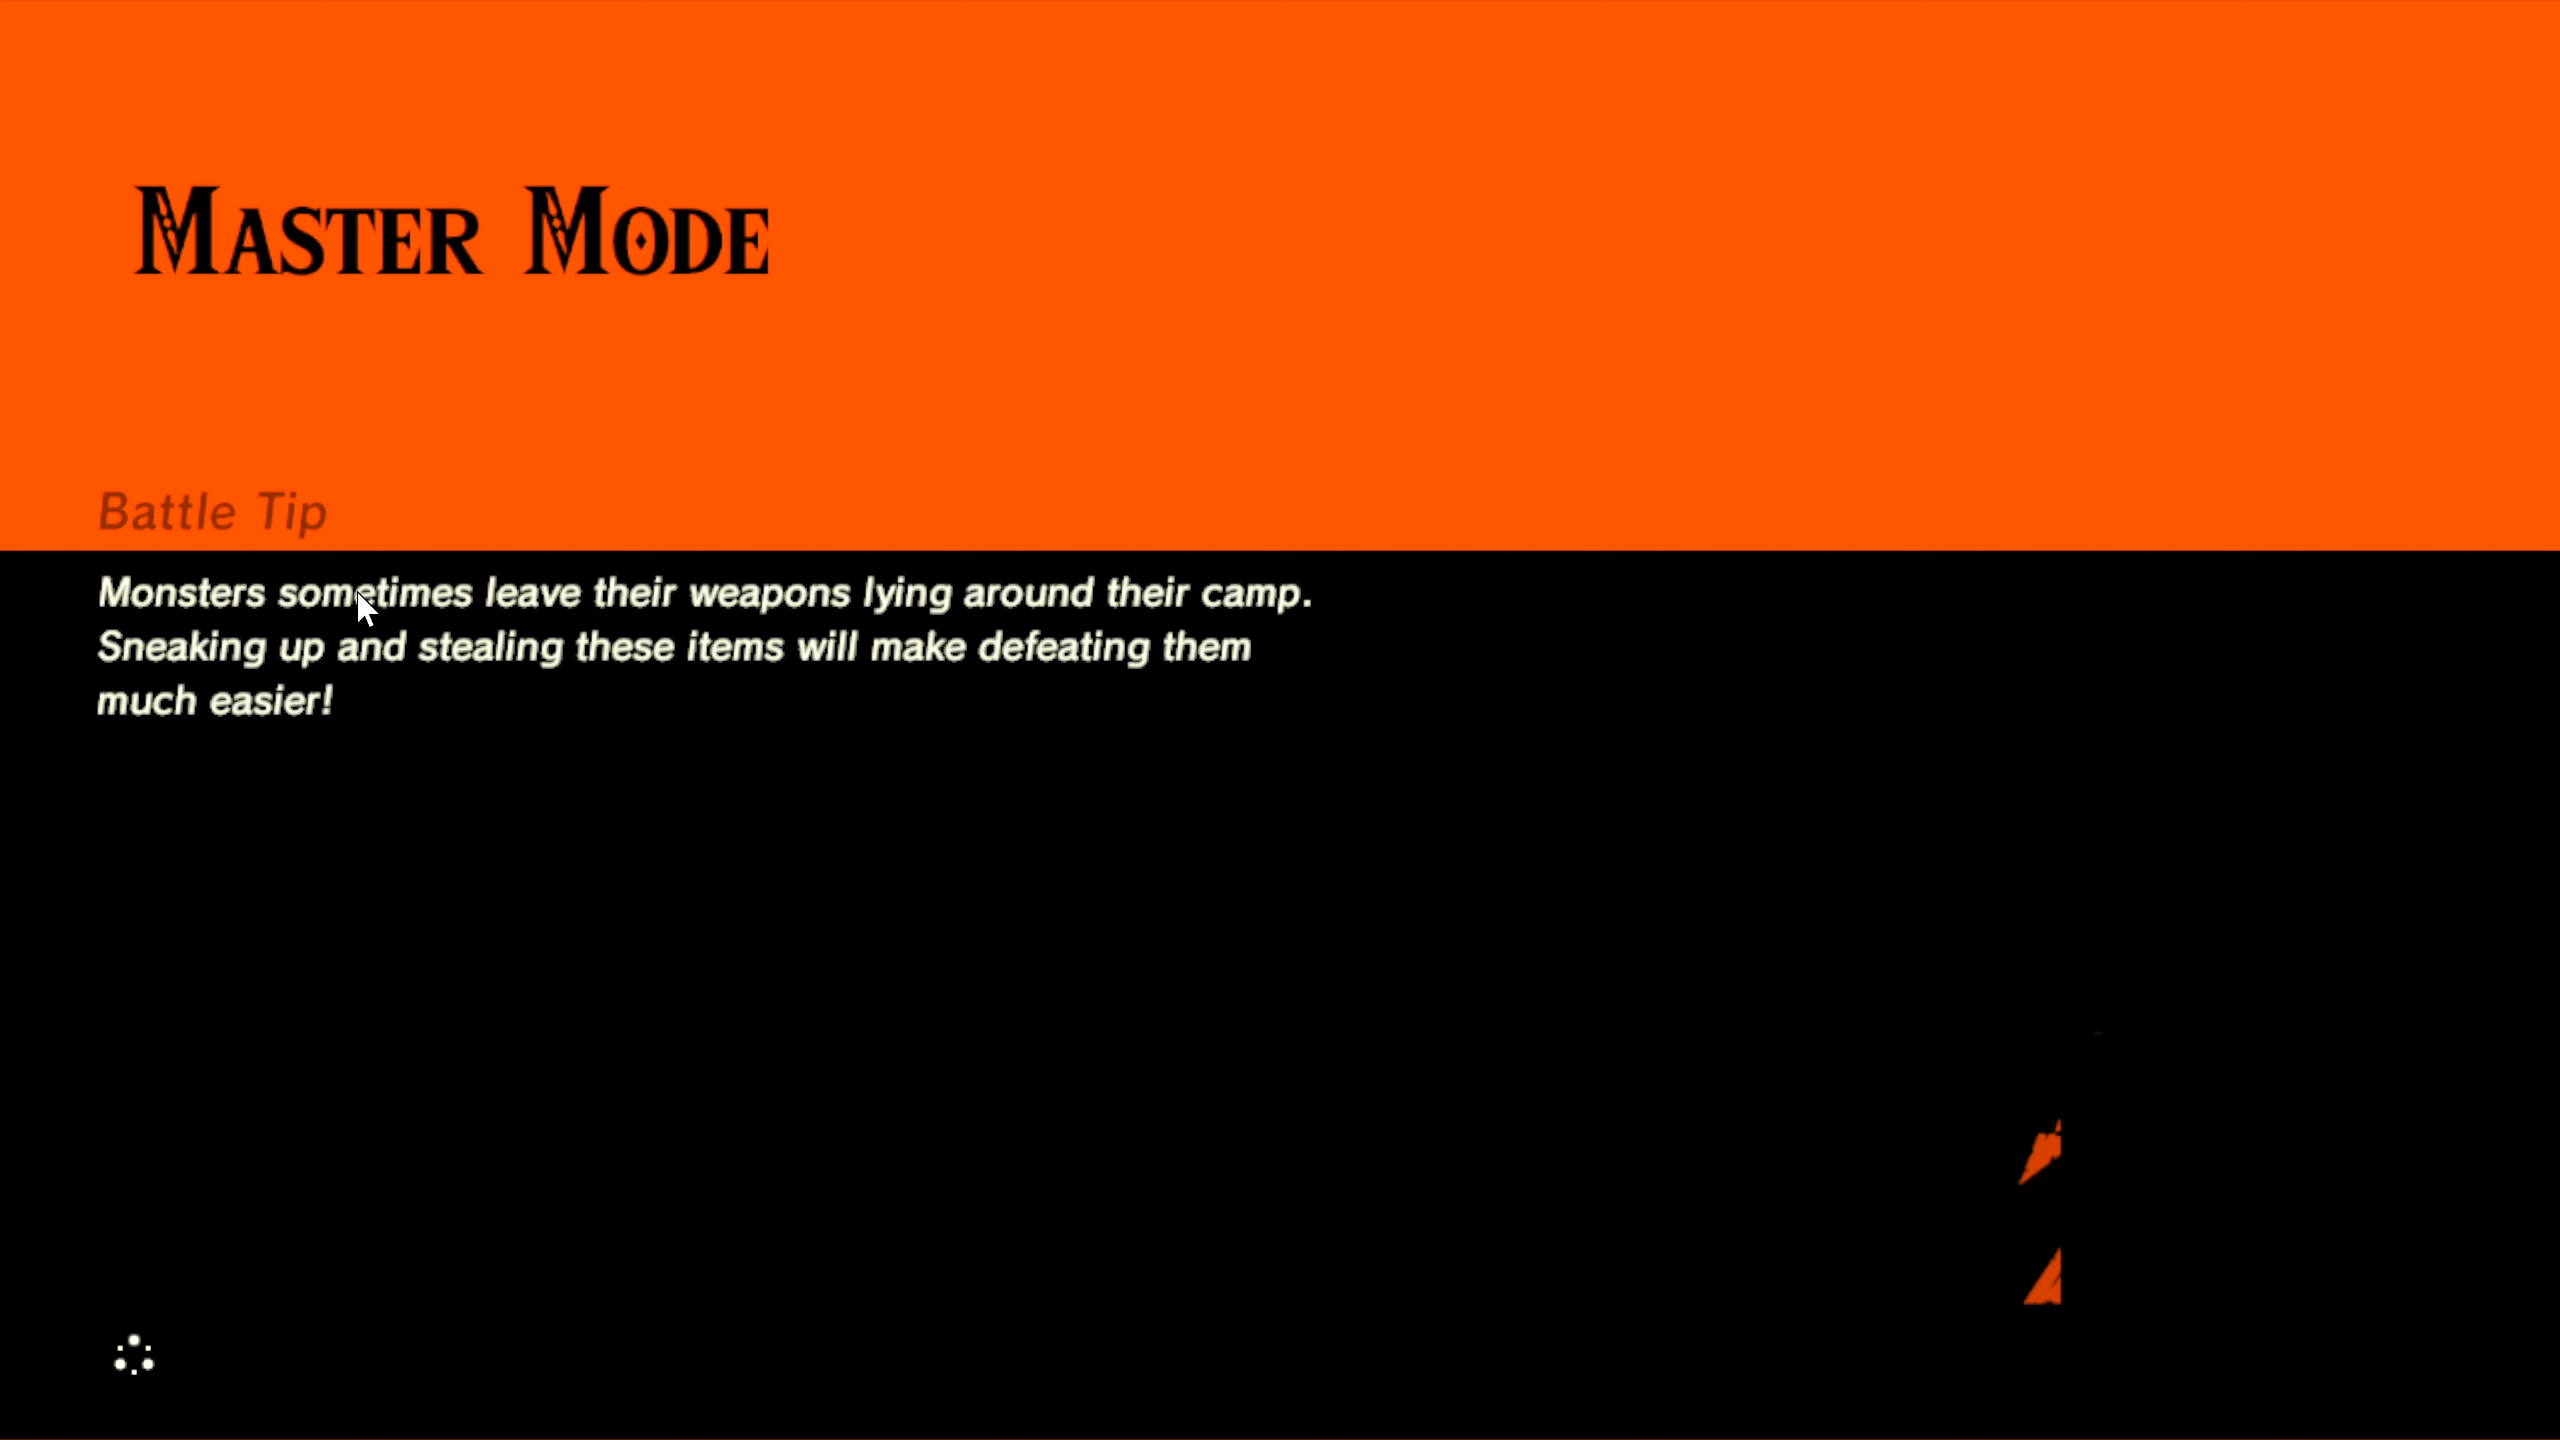 Master Mode
Battle Tip
Monsters sometimes leave their weapons lying around their camp.
Sneaking up and stealing these items will make defeating them
much easier!